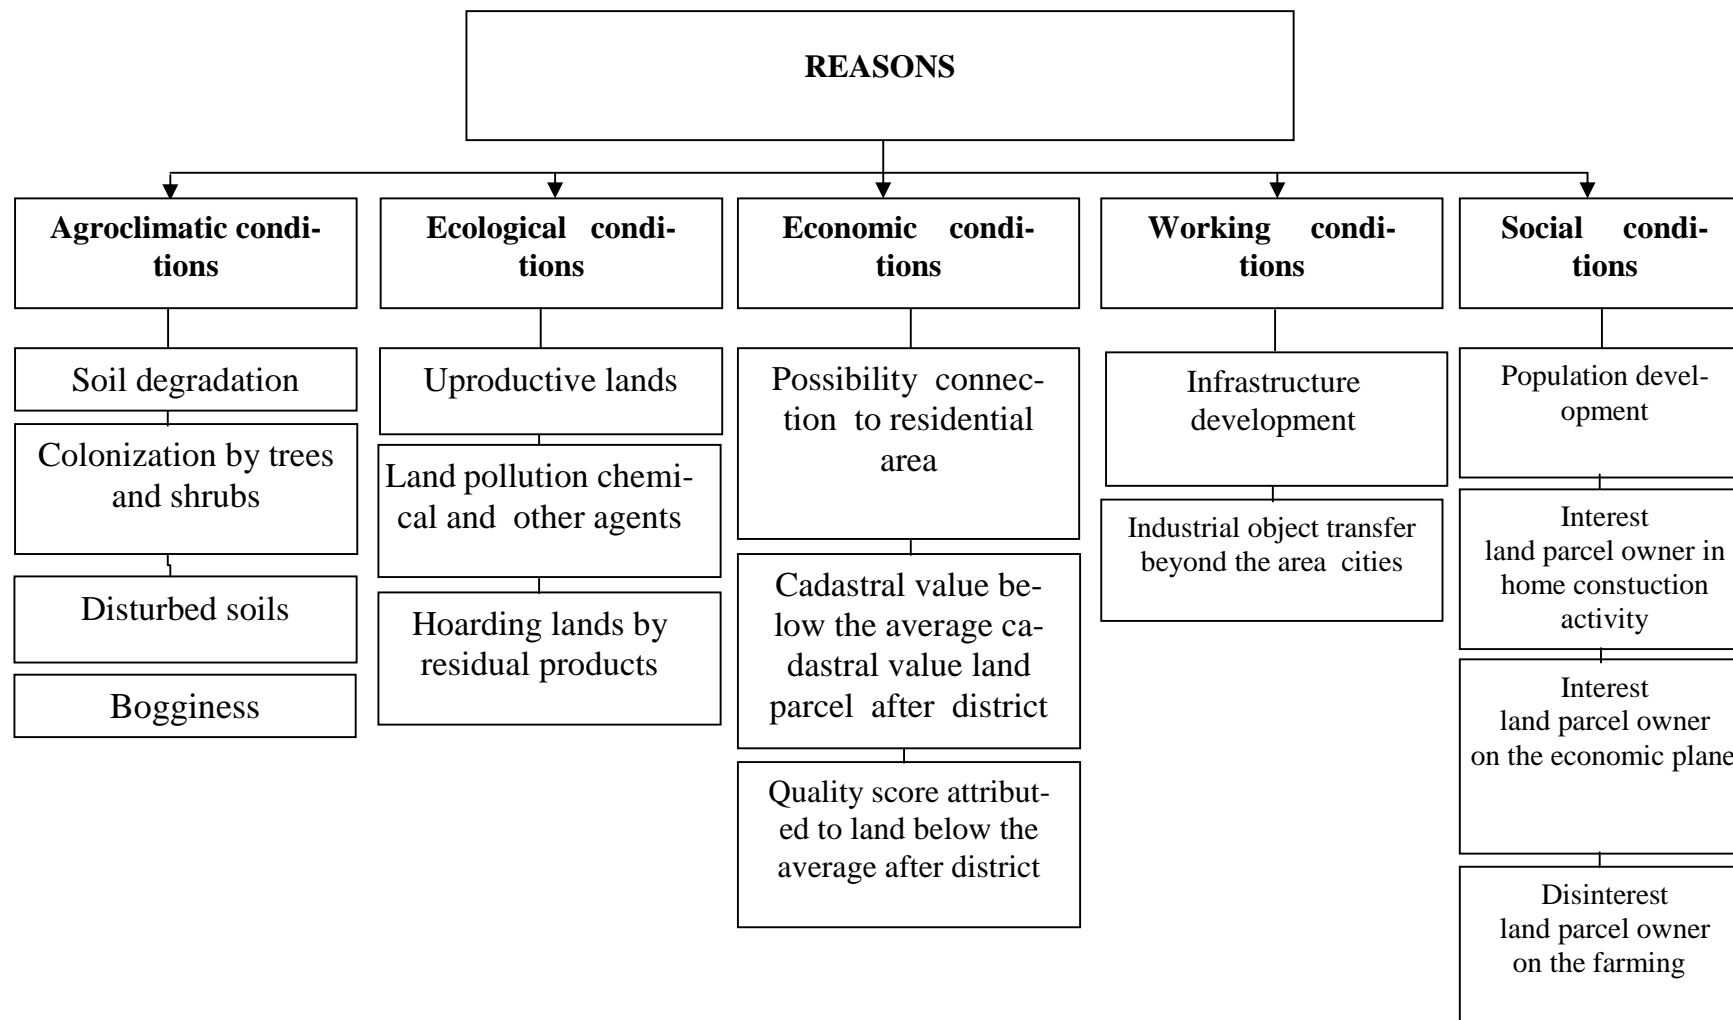 REASONS
Agroclimatic condi-
tions
Ecological condi-
tions
Economic condi-
tions
Working condi-
tions
Social condi-
tions
Soil degradation
Colonization by trees
and shrubs
Disturbed soils
Bogginess
Uproductive lands
Land pollution chemi-
cal and other agents
Hoarding lands by
residual products
Possibility connec-
tion to residential
area
Cadastral value be-
low the average ca-
dastral value land
parcel after district
Quality score attribut-
ed to land below the
average after district
Infrastructure
development
Industrial object transfer
beyond the area cities
Population devel-
opment
Interest
land parcel owner in
home constuction
activity
Interest
land parcel owner
on the economic plane
Disinterest
land parcel owner
on the farming